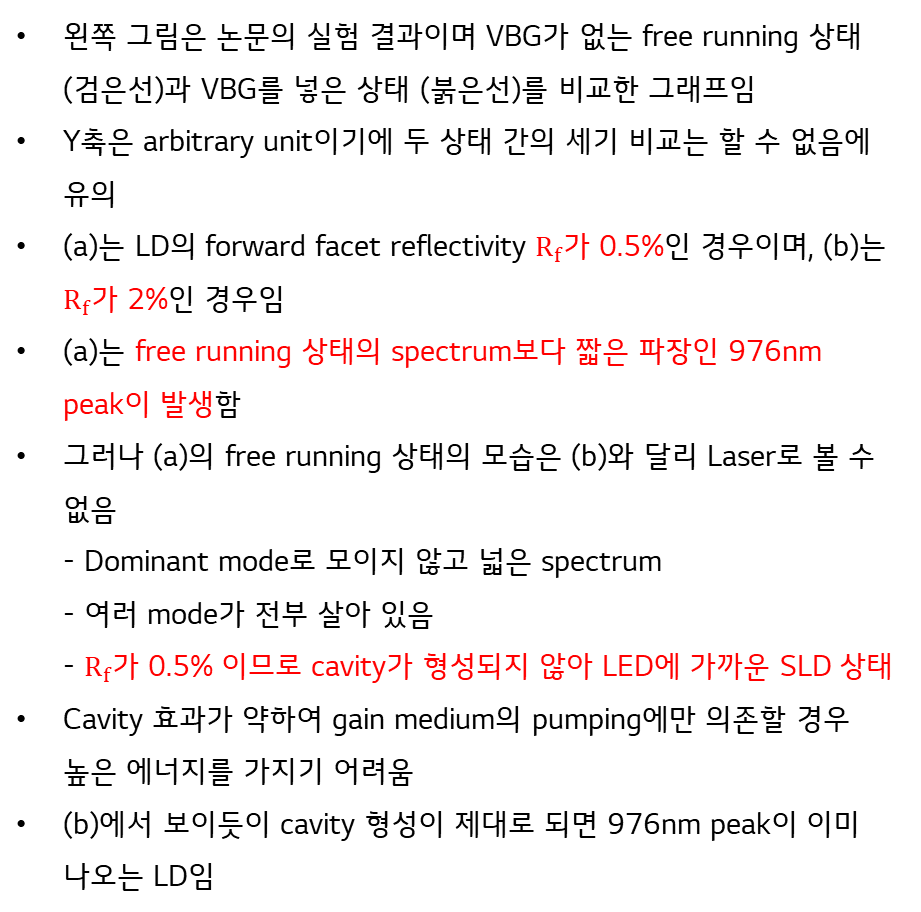 • 왼쪽 그림은 논문의 실험 결과이며 VBG가 없는 free running 상태
(검은선)과 VBG를 넣은 상태 (붉은선)를 비교한 그래프임
• Y축은 arbitrary unit이기에 두 상태 간의 세기 비교는 할 수 없음에
유의
• (a)는 LD의 forward facet reflectivity R_f가 0.5%인 경우이며, (b)는
R_f가 2%인 경우임
• (a)는 free running 상태의 spectrum보다 짧은 파장인 976nm
peak이 발생함
• 그러나 (a)의 free running 상태의 모습은 (b)와 달리 Laser로 볼 수
없음
- Dominant mode로 모이지 않고 넓은 spectrum
- 여러 mode가 전부 살아 있음
- R_f가 0.5% 이므로 cavity가 형성되지 않아 LED에 가까운 SLD 상태
• Cavity 효과가 약하여 gain medium의 pumping에만 의존할 경우
높은 에너지를 가지기 어려움
• (b)에서 보이듯이 cavity 형성이 제대로 되면 976nm peak이 이미
나오는 LD임